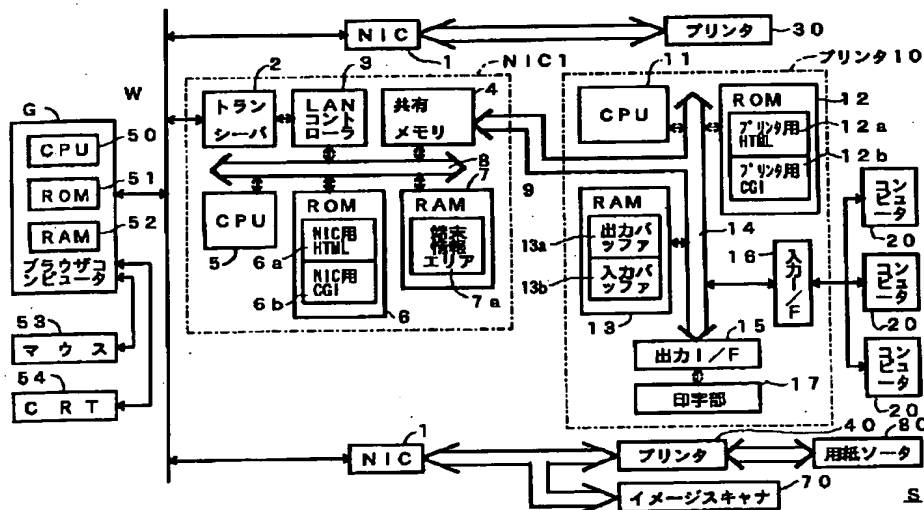 NIC
1
プリンタ
30
W
G
CPU
50
ROM
51
RAM
52
ブラウザコ
ンピュータ
53
マウス
54
CRT
NIC1
2
トラン
シーバ
3
LAN
コント
ローラ
4
共有
メモリ
8
9
CPU
5
ROM
NIC用
HTML
6a
NIC用
CGI
6b
6
7
RAM
端末
情報
エリア
7a
プリンタ10
11
CPU
ROM
12
プリンタ用
HTML
12a
プリンタ用
CGI
12b
RAM
13a
出力バ
ッファ
13b
入力バ
ッファ
13
14
15
出力I/F
17
印字部
16
入力I/F
コンピュータ
20
コンピュータ
20
コンピュータ
20
1
NIC
40
プリンタ
80
用紙ソータ
70
イメージスキャナ
S